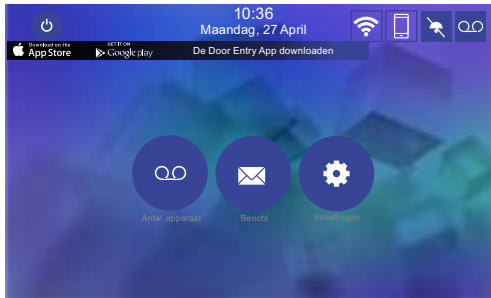 10:36
Maandag, 27 April
Download on the
App Store
GET IT ON
Google play
De Door Entry App downloaden
Antw. apparaat
Bericht
Instellingen